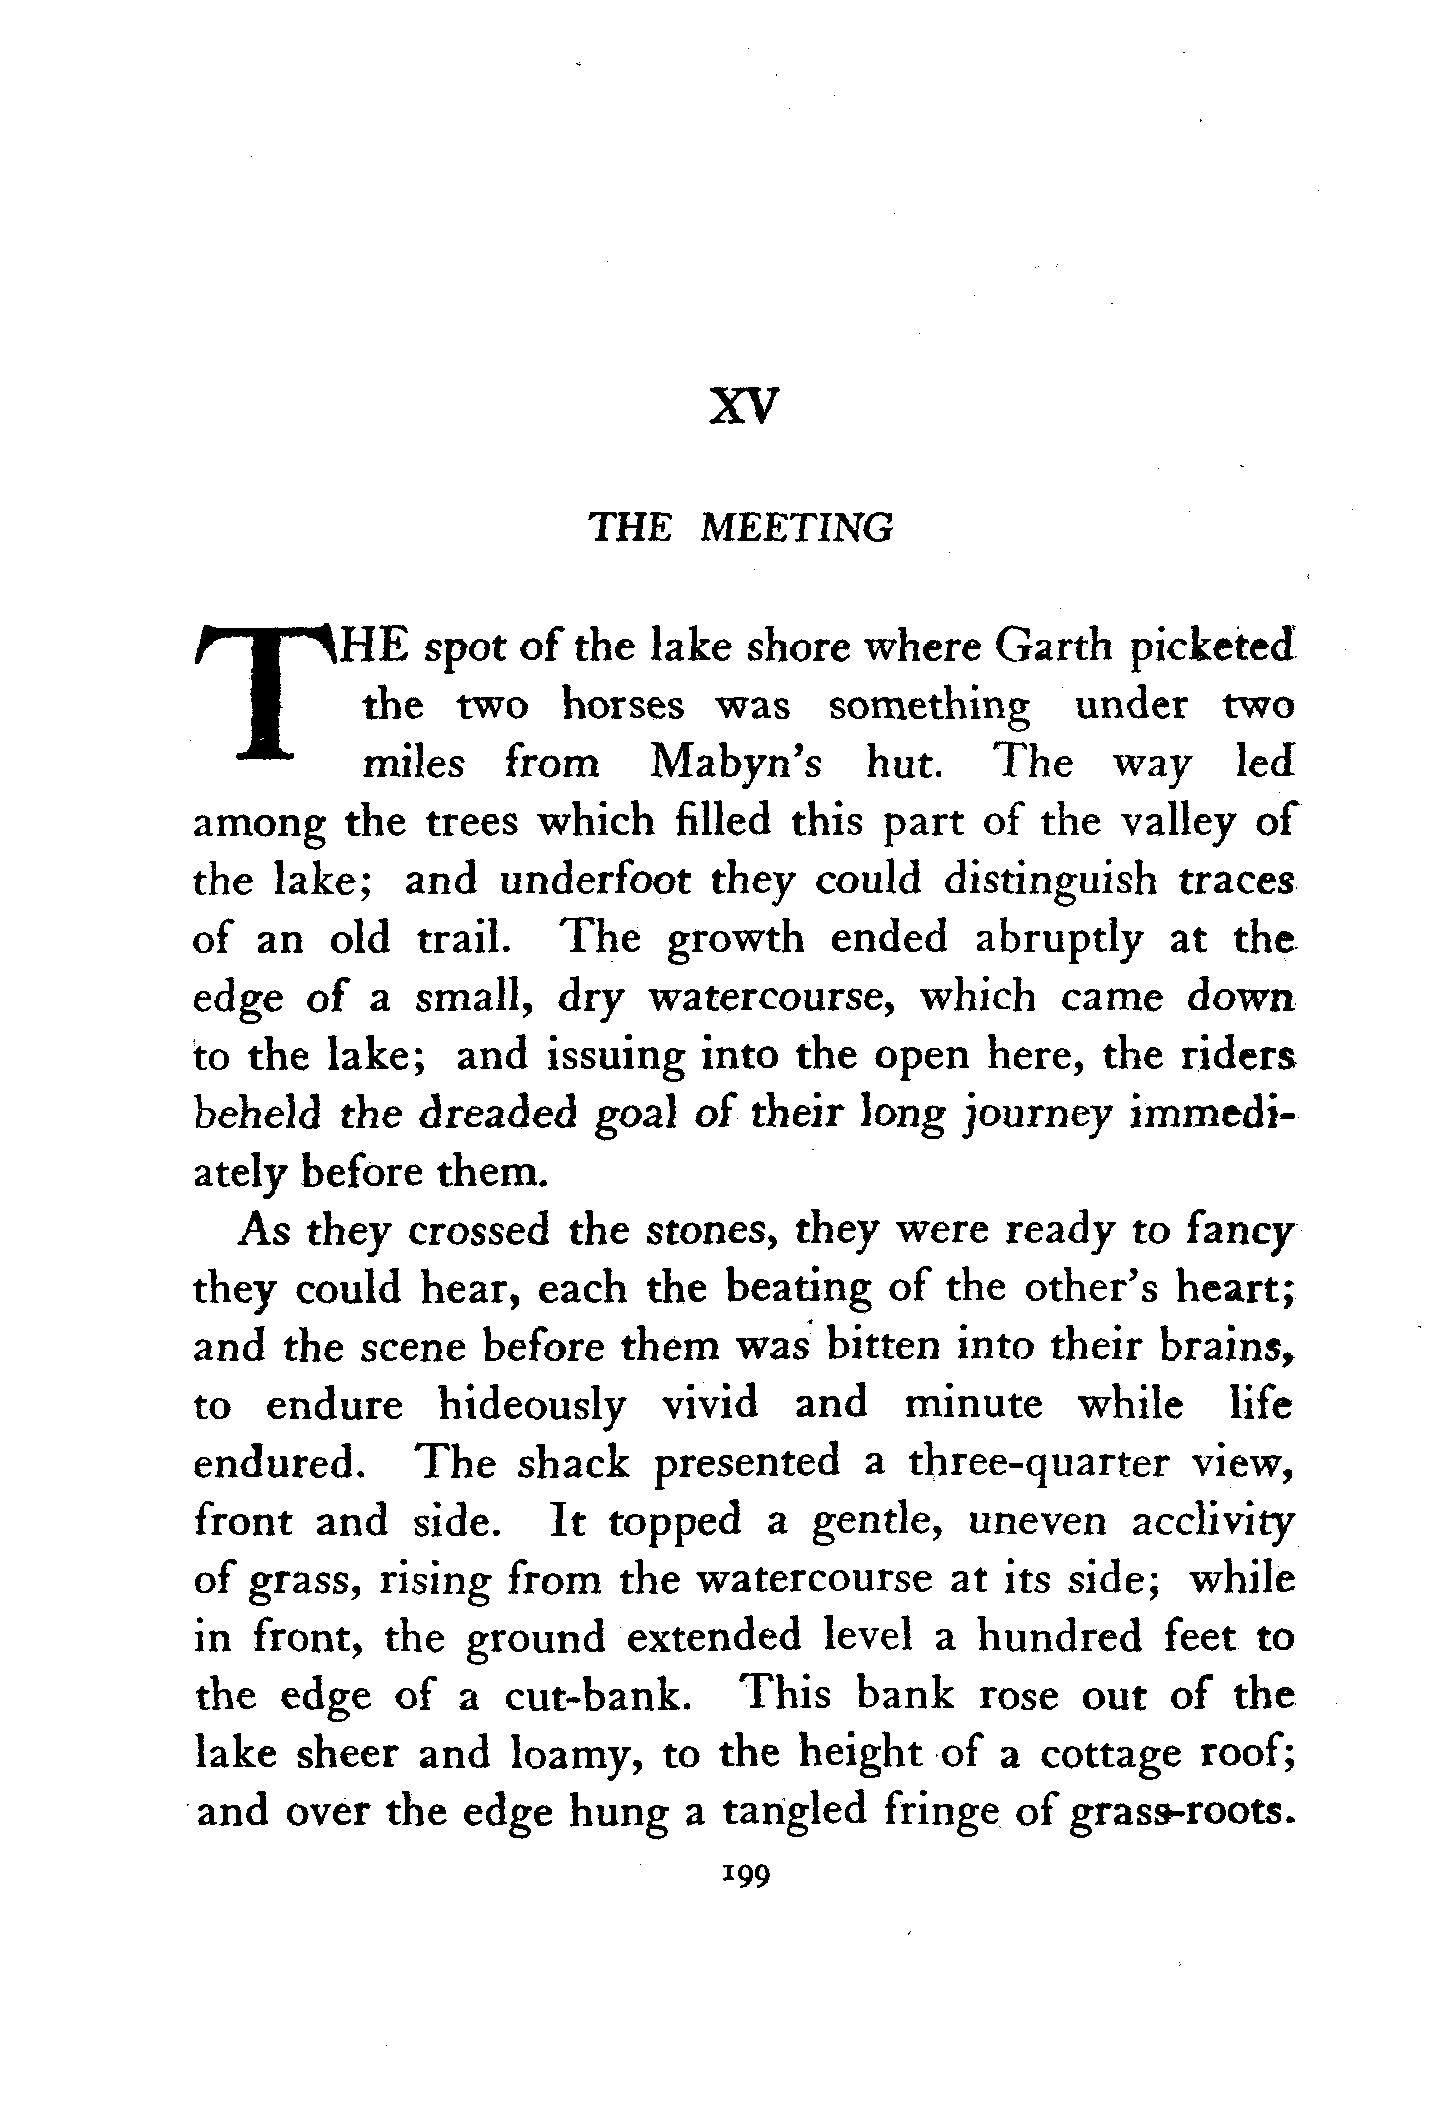 XV
THE MEETING
THE spot of the lake shore where Garth picketed
the two horses was something under two
miles from Mabyn's hut. The way led
among the trees which filled this part of the valley of
the lake; and underfoot they could distinguish traces
of an old trail. The growth ended abruptly at the
edge of a small, dry watercourse, which came down
to the lake; and issuing into the open here, the riders
beheld the dreaded goal of their long journey immedi-
ately before them.
As they crossed the stones, they were ready to fancy
they could hear, each the beating of the other's heart;
and the scene before them was bitten into their brains,
to endure hideously vivid and minute while life
endured. The shack presented a three-quarter view,
front and side. It topped a gentle, uneven acclivity
of grass, rising from the watercourse at its side; while
in front, the ground extended level a hundred feet to
the edge of a cut-bank. This bank rose out of the
lake sheer and loamy, to the height of a cottage roof;
and over the edge hung a tangled fringe of grass-roots.
199